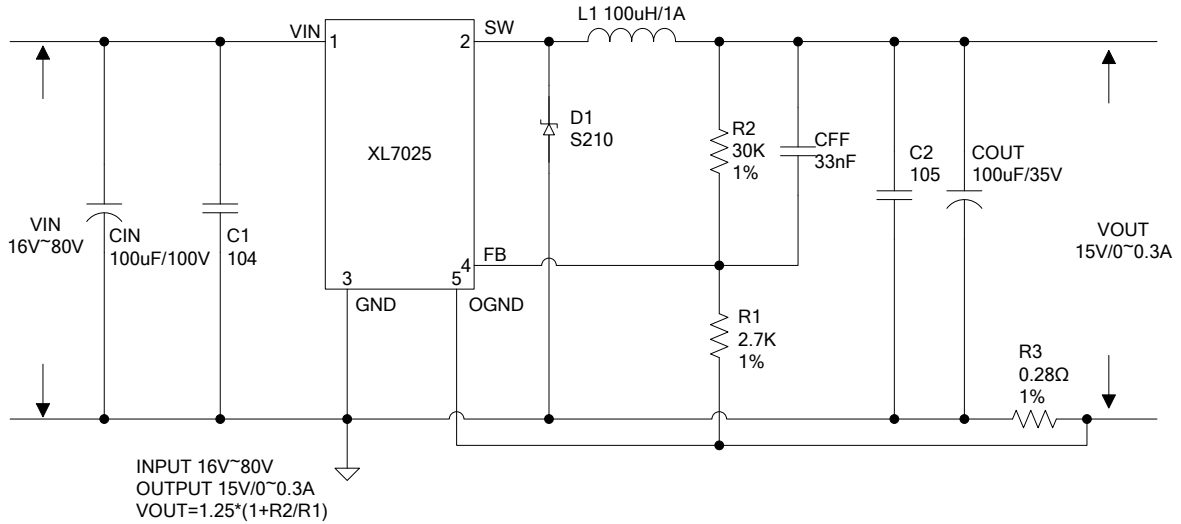 L1 100uH/1A
VIN
1
2
SW
XL7025
D1
S210
R2
30K
1%
CFF
33nF
C2
105
COUT
100uF/35V
VIN
16V~80V
CIN
100uF/100V
C1
104
VOUT
15V/0~0.3A
4
FB
3
5
GND
OGND
R1
2.7K
1%
R3
0.28Ω
1%
INPUT 16V~80V
OUTPUT 15V/0~0.3A
VOUT=1.25*(1+R2/R1)